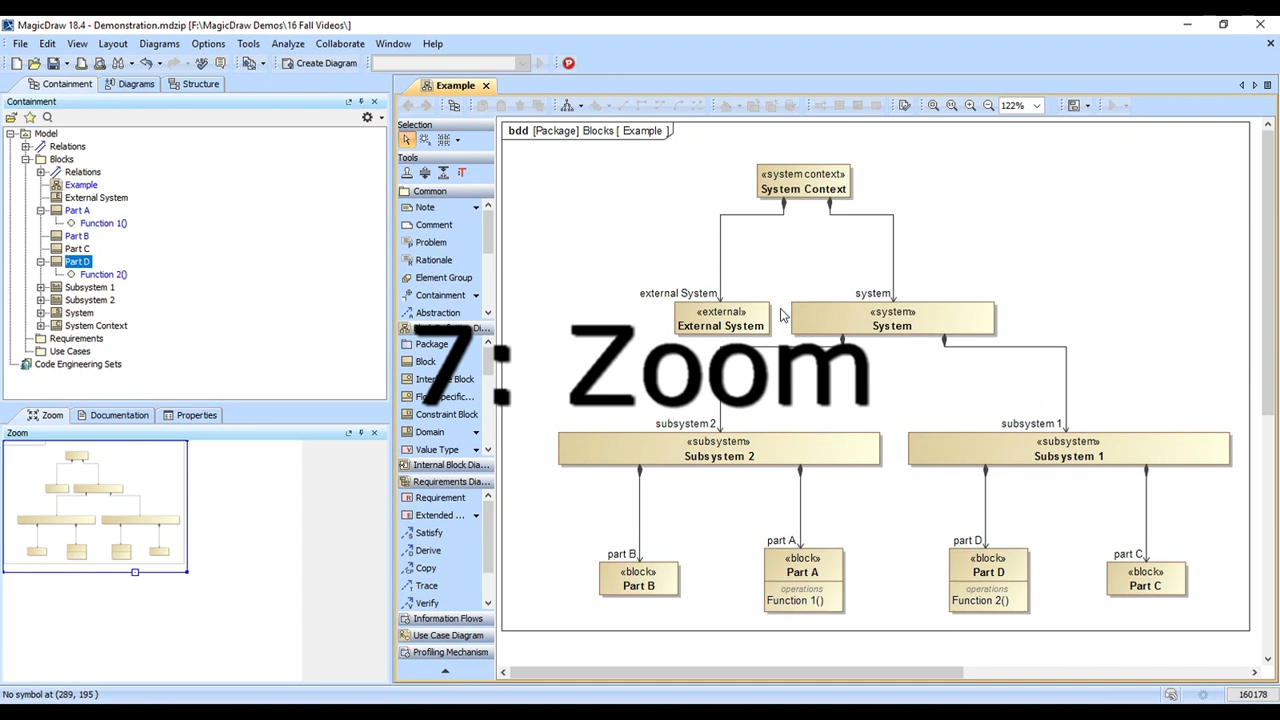 MagicDraw 18.4 - Demonstration.mdzip [F:\MagicDraw Demos\16 Fall Videos\]
File Edit View Layout Diagrams Options Tools Analyze Collaborate Window Help
Create Diagram
Containment Diagrams Structure
Example
Containment
122%
Model
Relations
Blocks
Relations
Example
External System
Part A
Function 1()
Part B
Part C
Part D
Function 2()
Subsystem 1
Subsystem 2
System
System Context
Requirements
Use Cases
Code Engineering Sets
Zoom Documentation Properties
Zoom
Selection
Tools
Common
Note
Comment
Problem
Rationale
Element Group
Containment
Abstraction
Package
Block
Block
Constraint Block
Domain
Value Type
Internal Block Dia...
Requirements Dia...
Requirement
Extended ...
Satisfy
Derive
Copy
Trace
Verify
Information Flows
Use Case Diagram
Profiling Mechanism
bdd [Package] Blocks [ Example ]
«system context»
System Context
external System
system
«external»
External System
«system»
System
7: Zoom
subsystem 2
subsystem 1
«subsystem»
Subsystem 2
«subsystem»
Subsystem 1
part B
part A
part D
part C
«block»
Part B
«block»
Part A
operations
Function 1()
«block»
Part D
operations
Function 2()
«block»
Part C
No symbol at (289, 195 )
160178